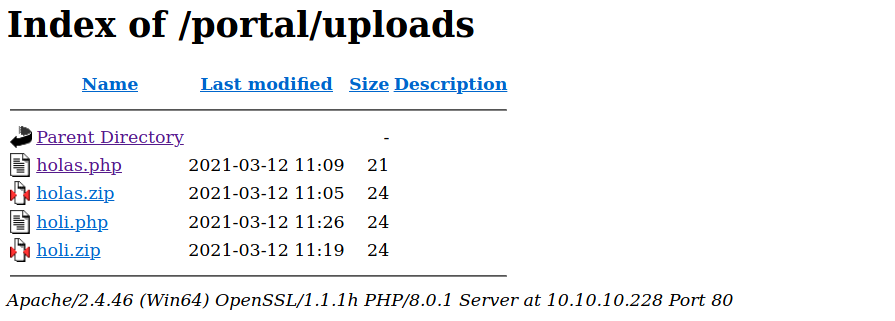 Index of /portal/uploads
Name Last modified Size Description
Parent Directory -
holas.php 2021-03-12 11:09 21
holas.zip 2021-03-12 11:05 24
holi.php 2021-03-12 11:26 24
holi.zip 2021-03-12 11:19 24
Apache/2.4.46 (Win64) OpenSSL/1.1.1h PHP/8.0.1 Server at 10.10.10.228 Port 80